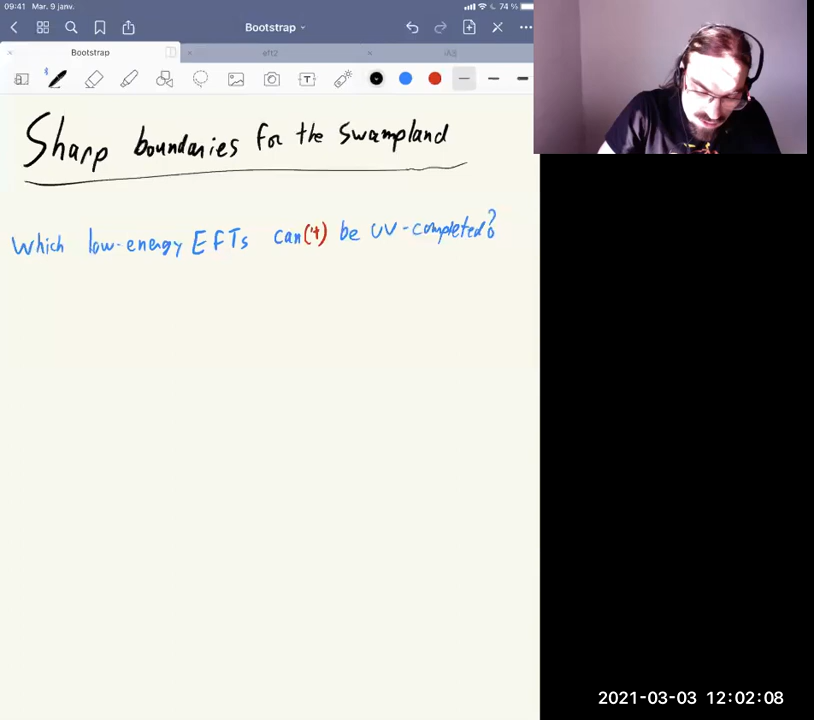 09:41 Mar. 9 janv.
74 %
Bootstrap
Bootstrap
eft2
T
Sharp boundaries for the Swampland
Which low-energy EFTs can('t) be UV-completed?
2021-03-03 12:02:08